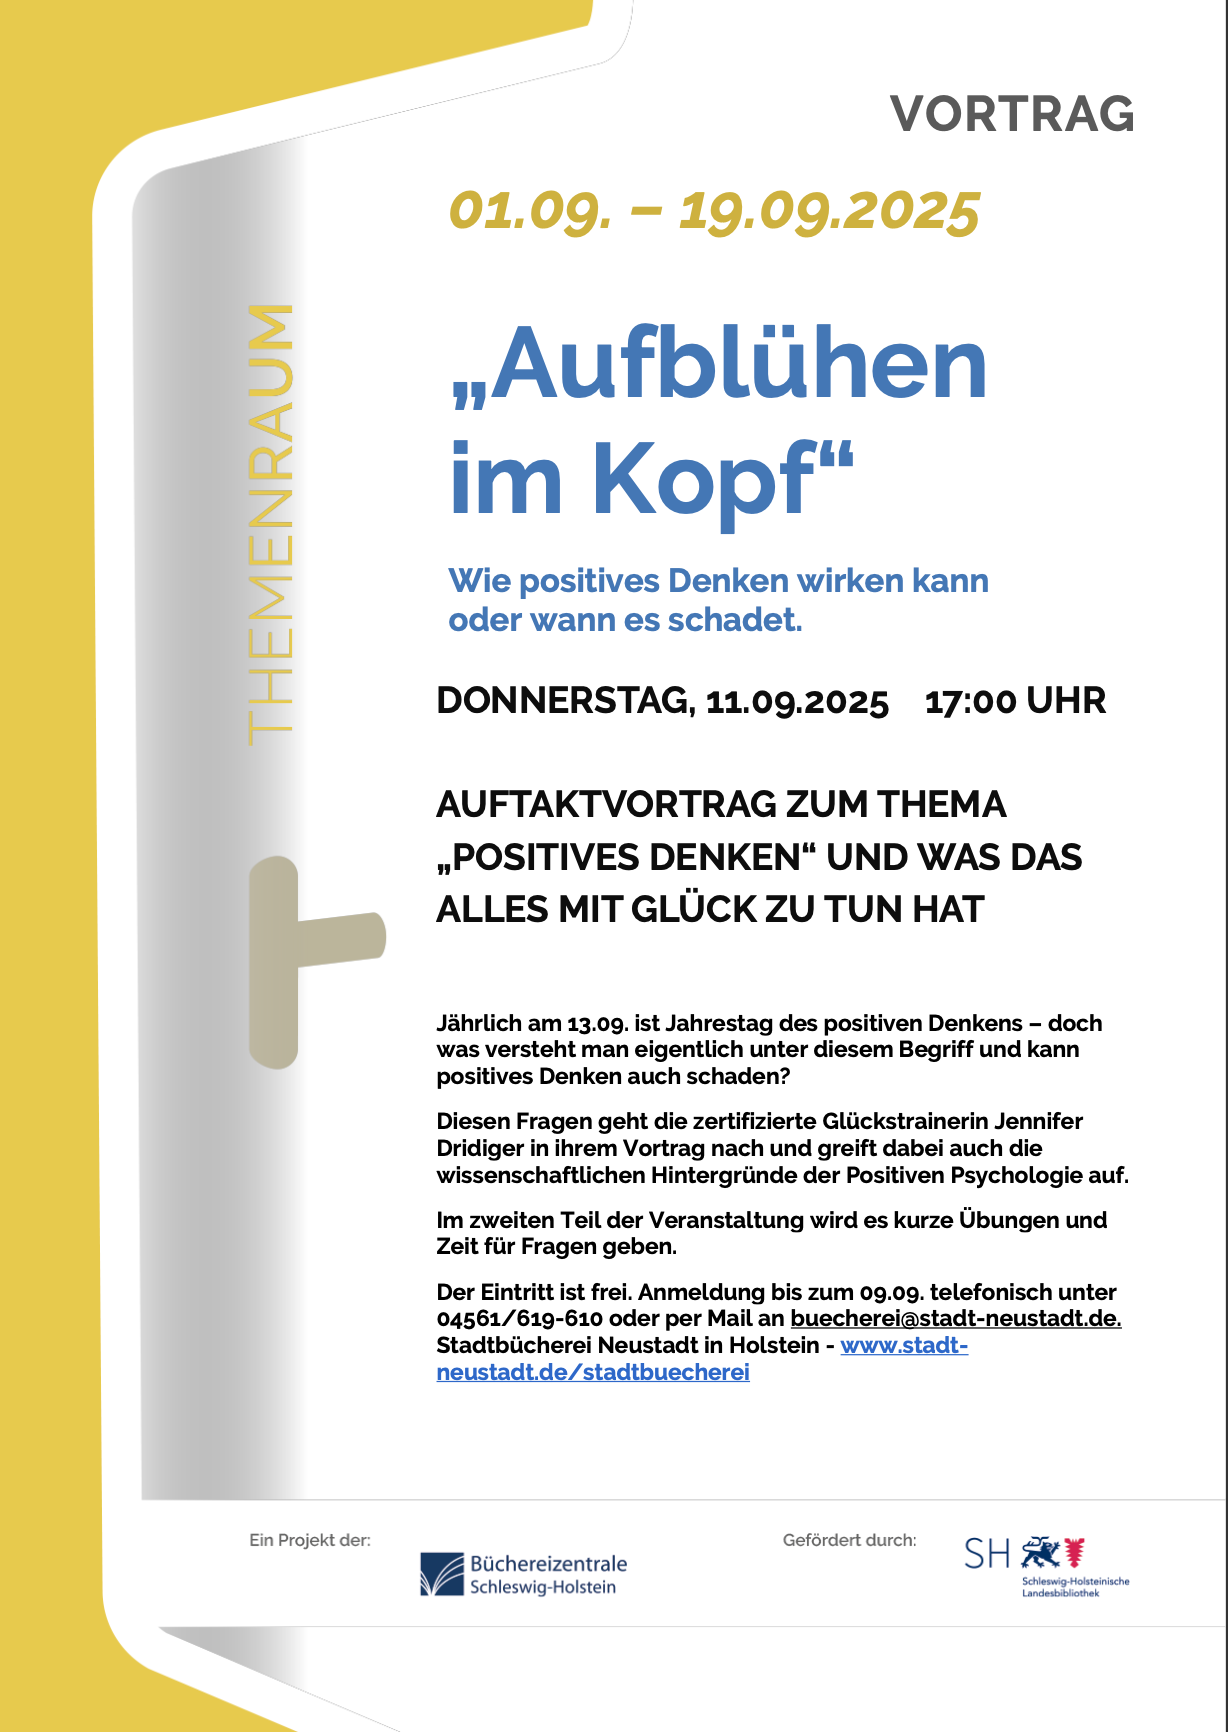 VORTRAG
01.09. – 19.09.2025
THEMENRAUM
„Aufblühen
im Kopf“
Wie positives Denken wirken kann
oder wann es schadet.
DONNERSTAG, 11.09.2025 17:00 UHR
AUFTAKTVORTRAG ZUM THEMA
„POSITIVES DENKEN“ UND WAS DAS
ALLES MIT GLÜCK ZU TUN HAT
Jährlich am 13.09. ist Jahrestag des positiven Denkens – doch
was versteht man eigentlich unter diesem Begriff und kann
positives Denken auch schaden?
Diesen Fragen geht die zertifizierte Glückstrainerin Jennifer
Dridiger in ihrem Vortrag nach und greift dabei auch die
wissenschaftlichen Hintergründe der Positiven Psychologie auf.
Im zweiten Teil der Veranstaltung wird es kurze Übungen und
Zeit für Fragen geben.
Der Eintritt ist frei. Anmeldung bis zum 09.09. telefonisch unter
04561/619-610 oder per Mail an buecherei@stadt-neustadt.de.
Stadtbücherei Neustadt in Holstein - www.stadt-
neustadt.de/stadtbuecherei
Ein Projekt der:
Büchereizentrale
Schleswig-Holstein
Gefördert durch:
SH
Schleswig-Holsteinische
Landesbibliothek